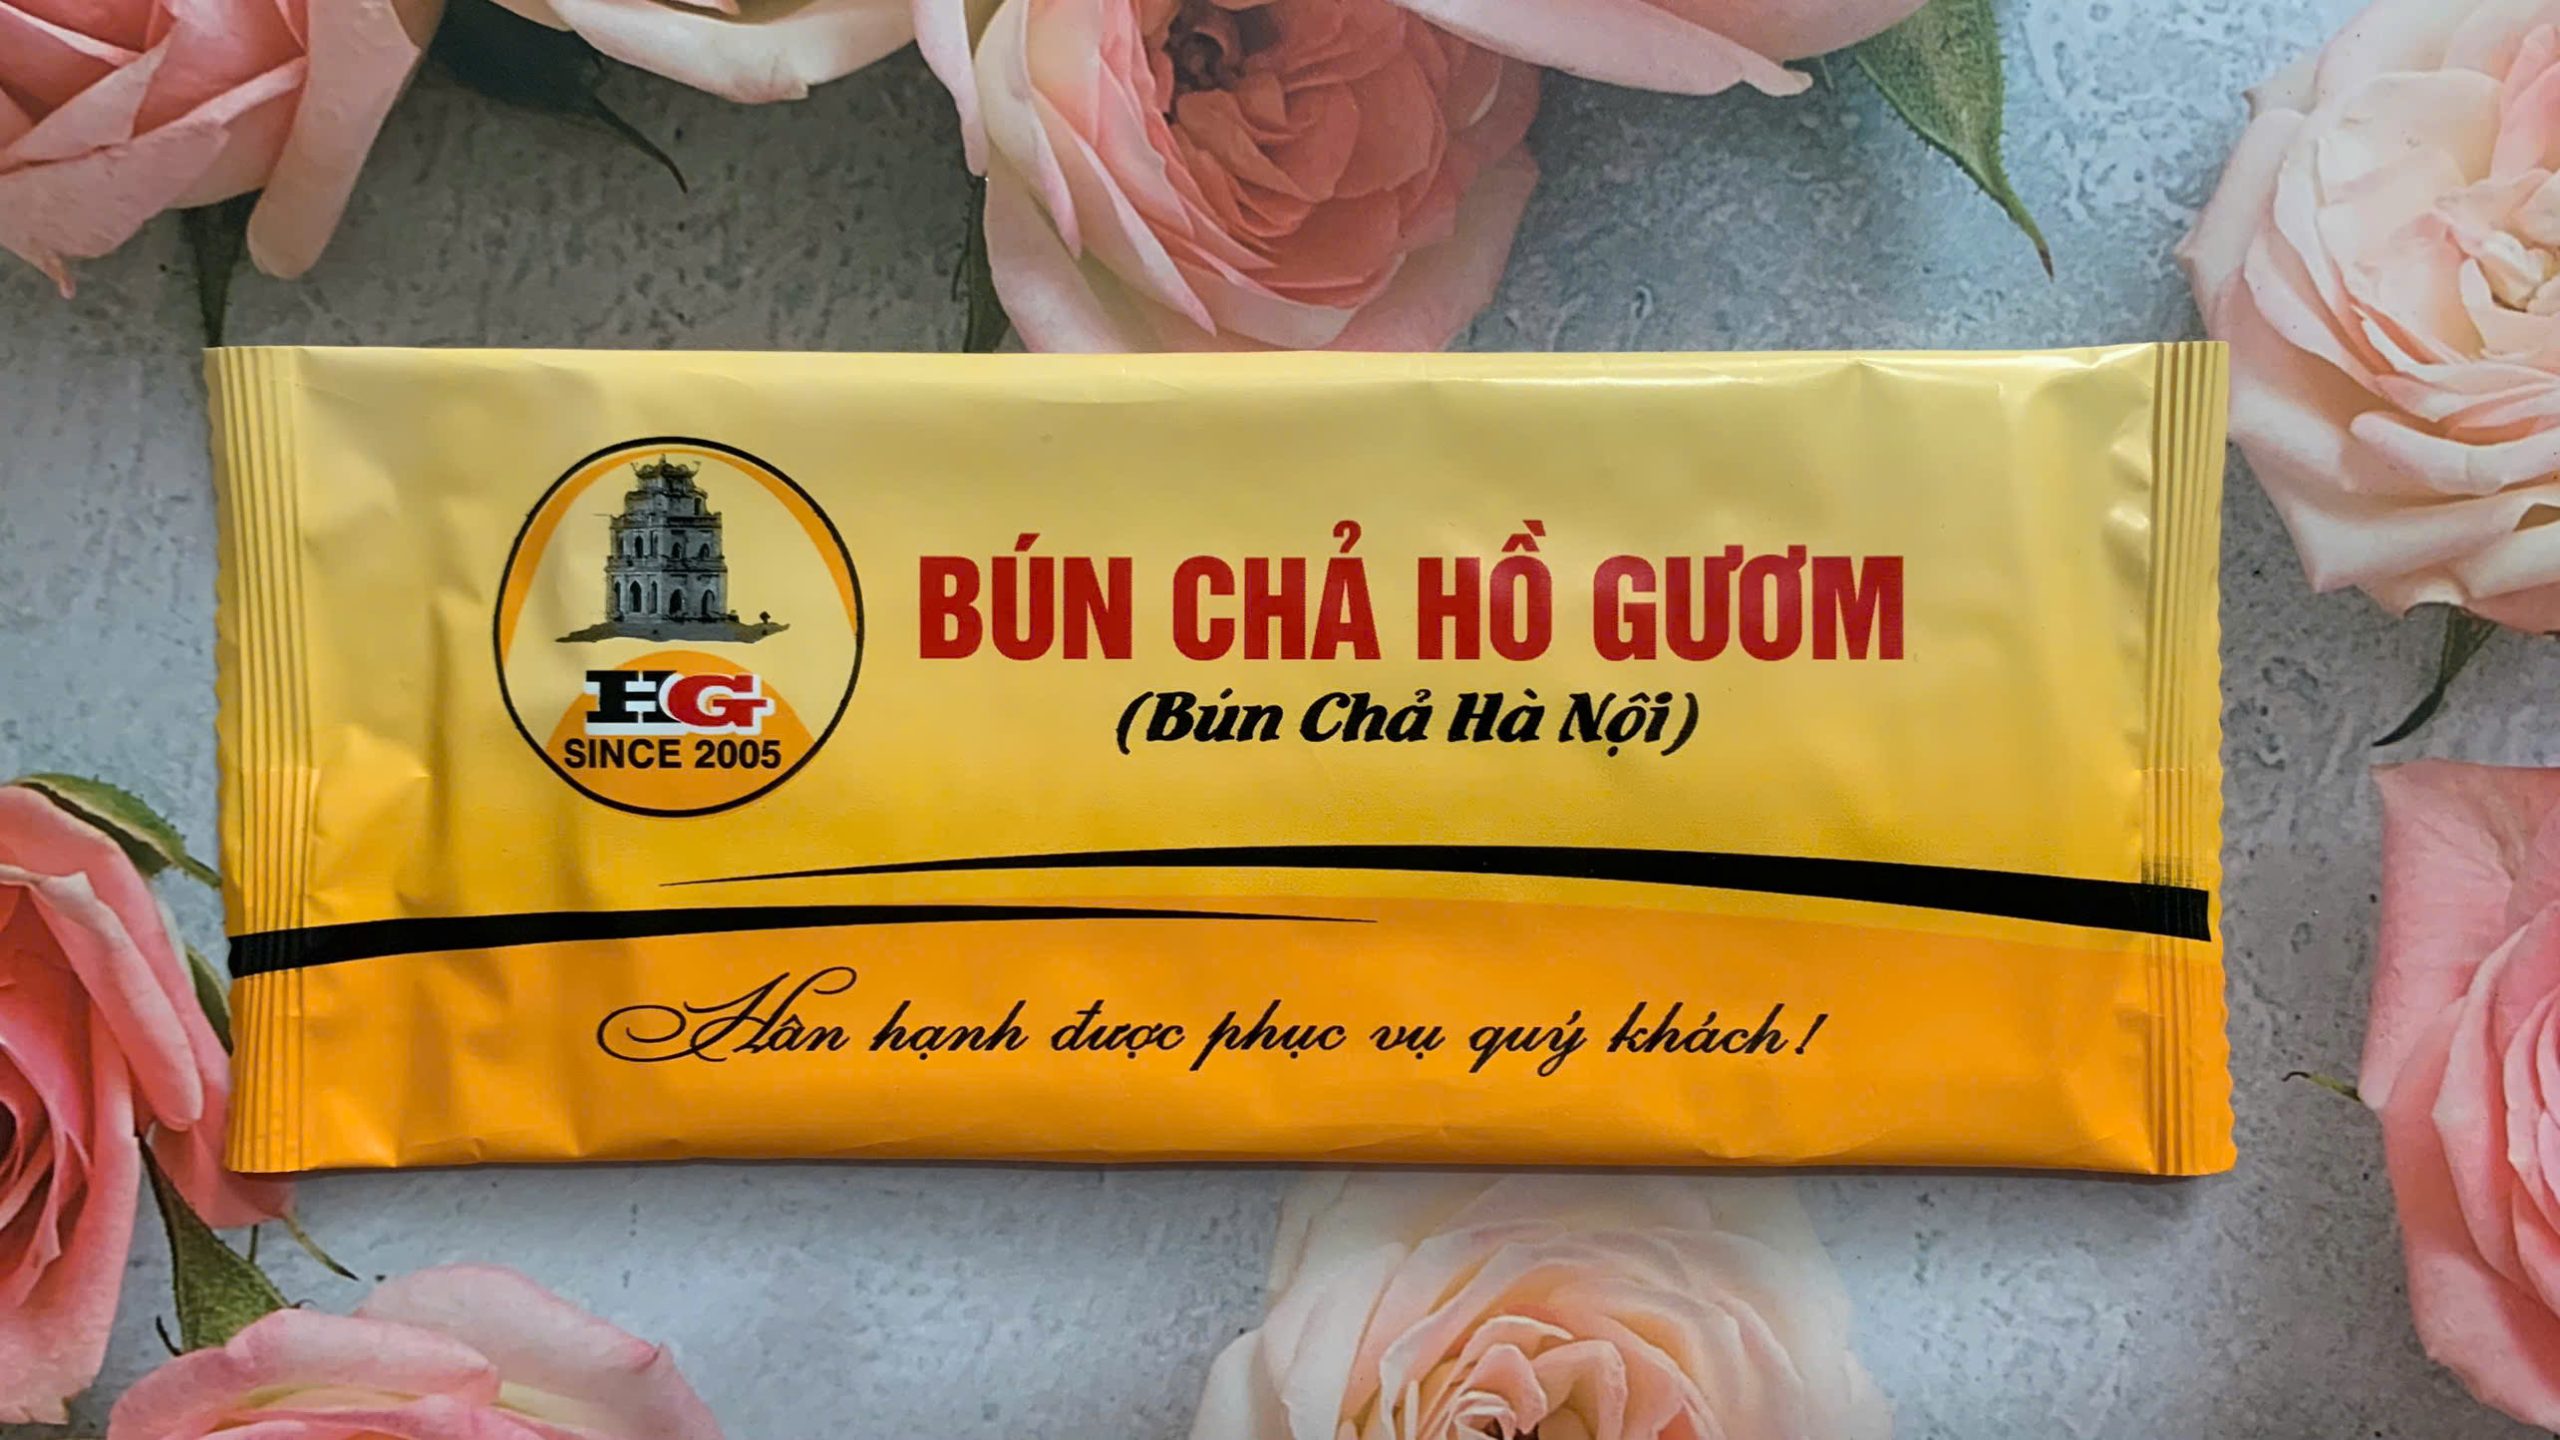 HG
SINCE 2005
BÚN CHẢ HỒ GƯƠM
(Bún Chả Hà Nội)
Hân hạnh được phục vụ quý khách!